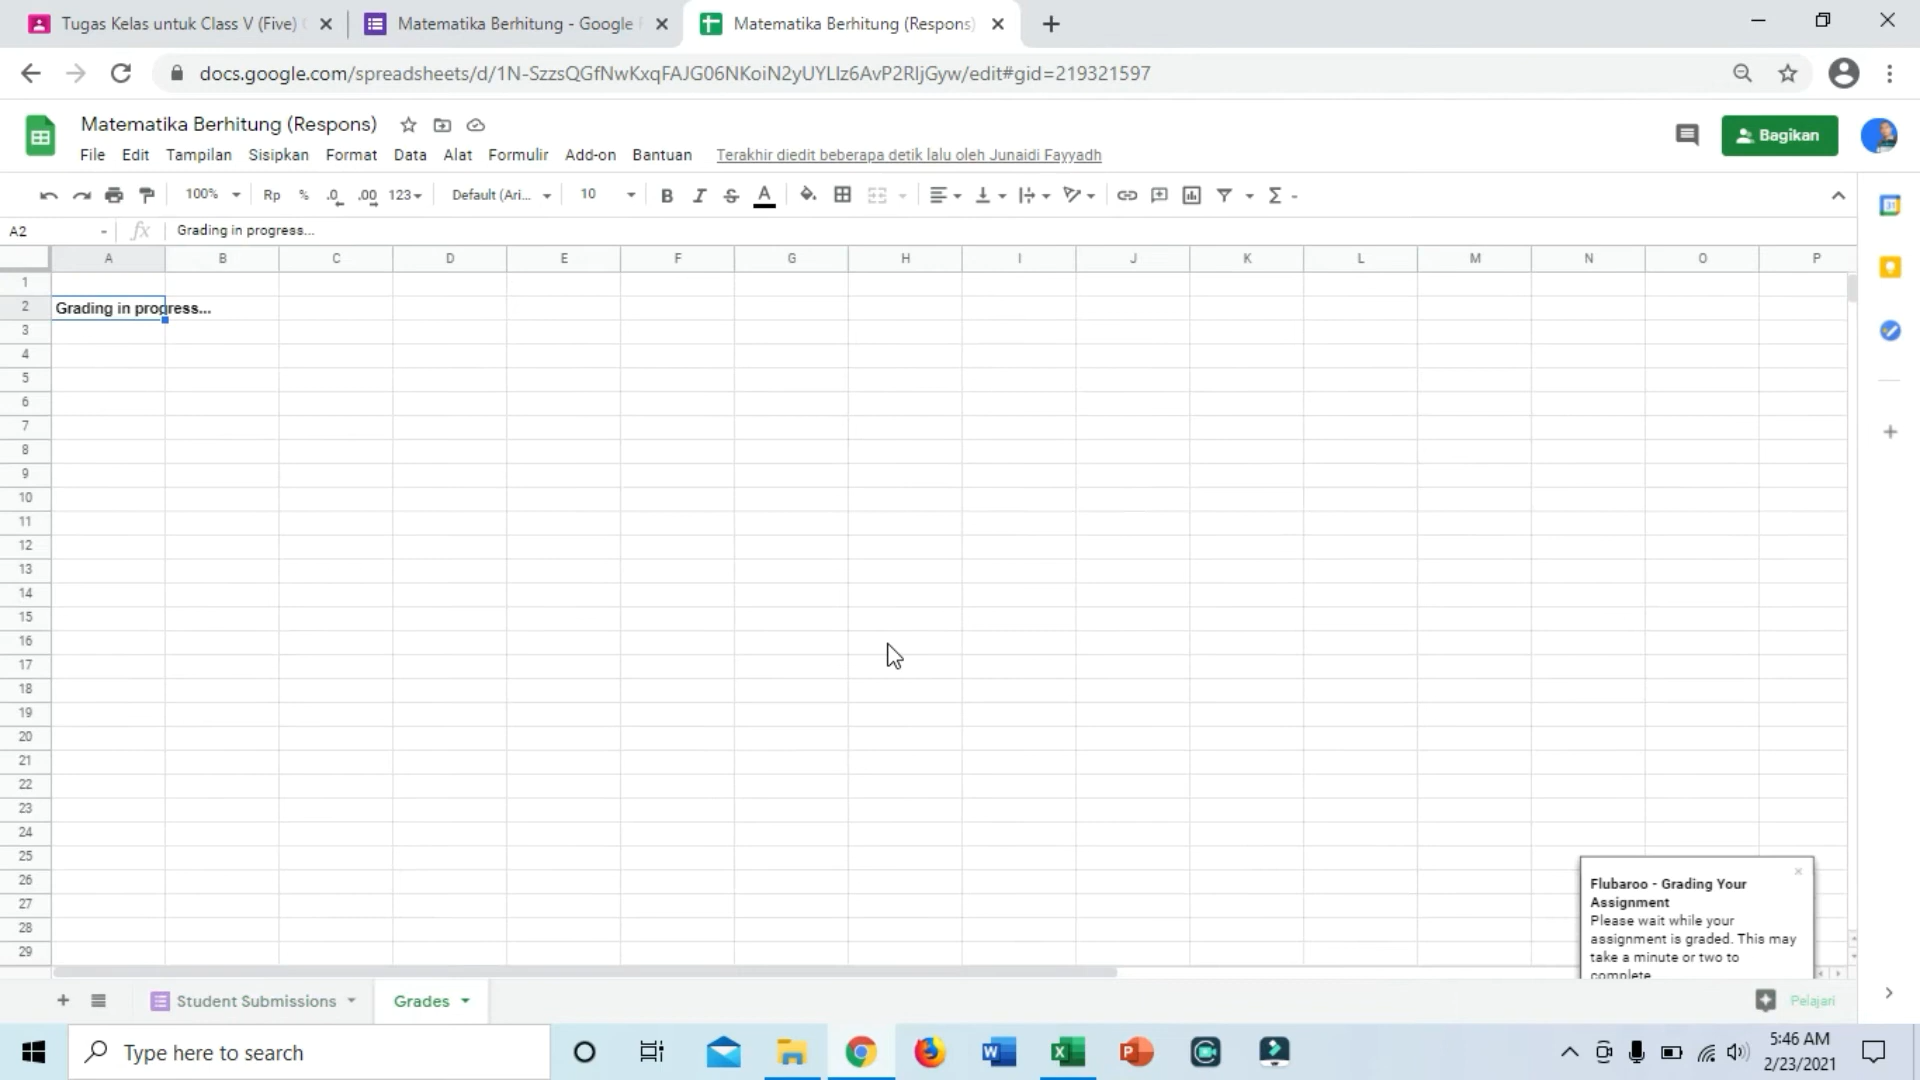 Tugas Kelas untuk Class V (Five)
Matematika Berhitung - Google
Matematika Berhitung (Respons)
docs.google.com/spreadsheets/d/1N-SzzsQGfNwKxqFAJG06NKoiN2yUYLIz6AvP2RIjGyw/edit#gid=219321597
Matematika Berhitung (Respons)
Bagikan
File Edit Tampilan Sisipkan Format Data Alat Formulir Add-on Bantuan Terakhir diedit beberapa detik lalu oleh Junaidi Fayyadh
100% Rp % .0 .00 123 Default (Ari... 10 B I S A Σ
A2 fx Grading in progress...
A B C D E F G H I J K L M N O P
1
2 Grading in progress...
3
4
5
6
7
8
9
10
11
12
13
14
15
16
17
18
19
20
21
22
23
24
25
26
27
28
29
Flubaroo - Grading Your
Assignment
Please wait while your
assignment is graded. This may
take a minute or two to
complete
Student Submissions Grades Pelajari
Type here to search
5:46 AM
2/23/2021